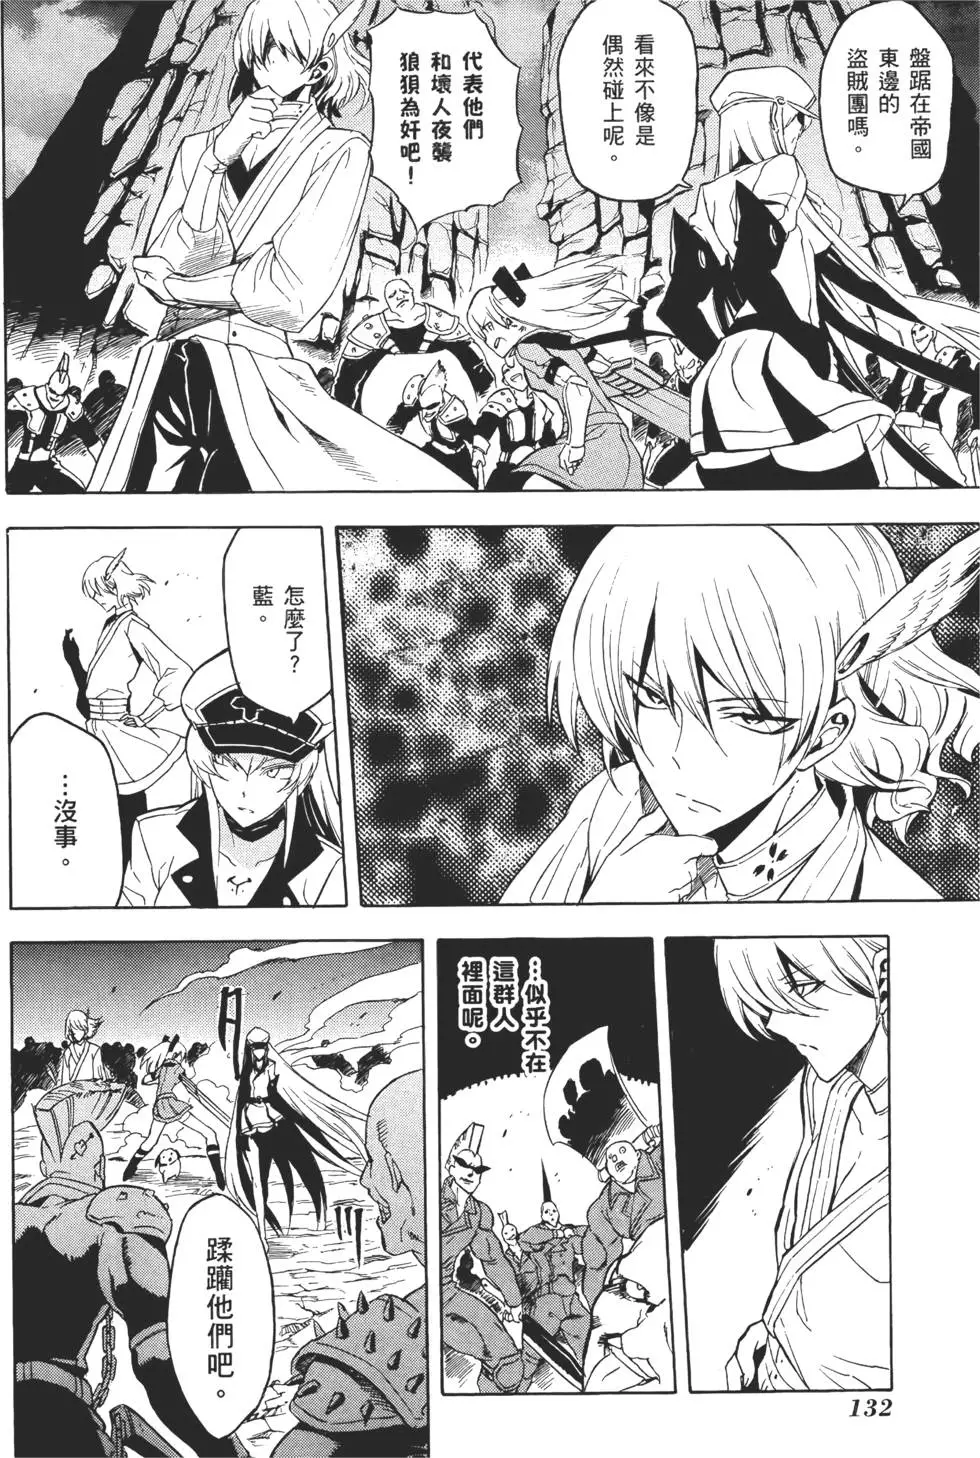 盤踞在帝國
東邊的
盜賊團嗎。
看來不像是
偶然碰上呢。
代表他們
和壞人夜襲
狼狽為奸吧！
怎麼了？
藍。
…沒事。
…似乎不在
這群人
裡面呢。
蹂躪他們吧。
132